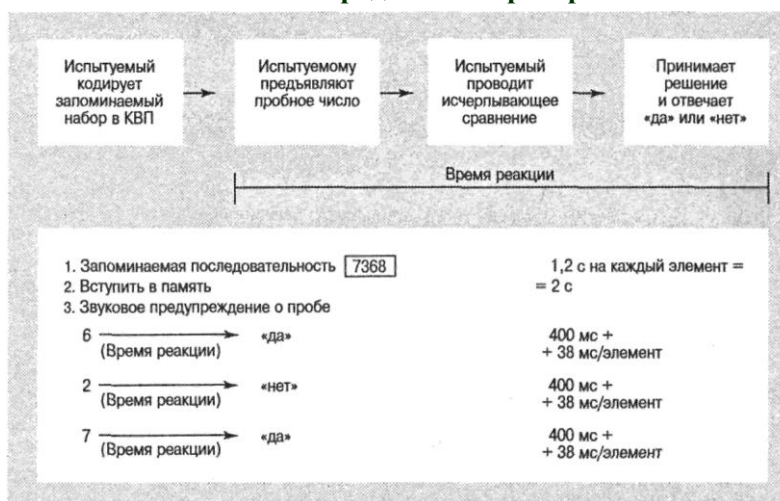 Испытуемый
кодирует
запоминаемый
набор в КВП
Испытуемому
предъявляют
пробное число
Испытуемый
проводит
исчерпывающее
сравнение
Принимает
решение
и отвечает
«да» или «нет»
Время реакции
1. Запоминаемая последовательность 7368 1,2 с на каждый элемент =
2. Вступить в память = 2 с
3. Звуковое предупреждение о пробе
6 «да» 400 мс +
(Время реакции) + 38 мс/элемент
2 «нет» 400 мс +
(Время реакции) + 38 мс/элемент
7 «да» 400 мс +
(Время реакции) + 38 мс/элемент